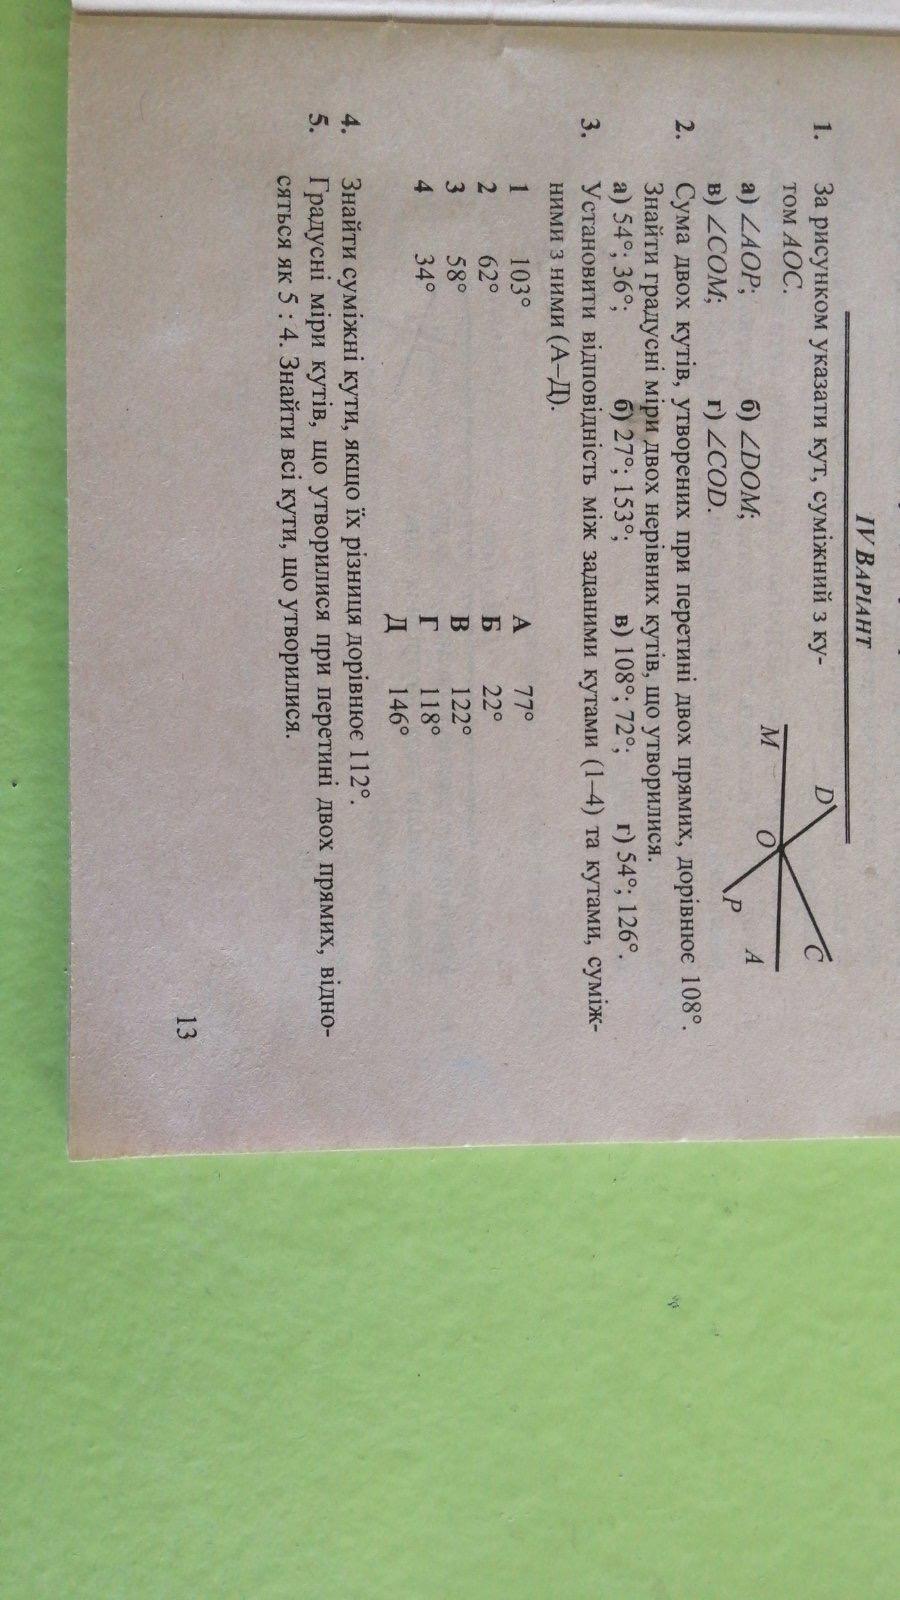 IV ВАРІАНТ
1. За рисунком указати кут, суміжний з ку-
том AOC.
а) ∠AOP; б) ∠DOM;
в) ∠COM; г) ∠COD.
D
C
M
O
A
P
2. Сума двох кутів, утворених при перетині двох прямих, дорівнює 108°.
Знайти градусні міри двох нерівних кутів, що утворилися.
а) 54°; 36°; б) 27°; 153°; в) 108°; 72°; г) 54°; 126°.
3. Установити відповідність між заданими кутами (1–4) та кутами, суміж-
ними з ними (А–Д).
1 103° А 77°
2 62° Б 22°
3 58° В 122°
4 34° Г 118°
Д 146°
4. Знайти суміжні кути, якщо їх різниця дорівнює 112°.
5. Градусні міри кутів, що утворилися при перетині двох прямих, відно-
сяться як 5 : 4. Знайти всі кути, що утворилися.
13